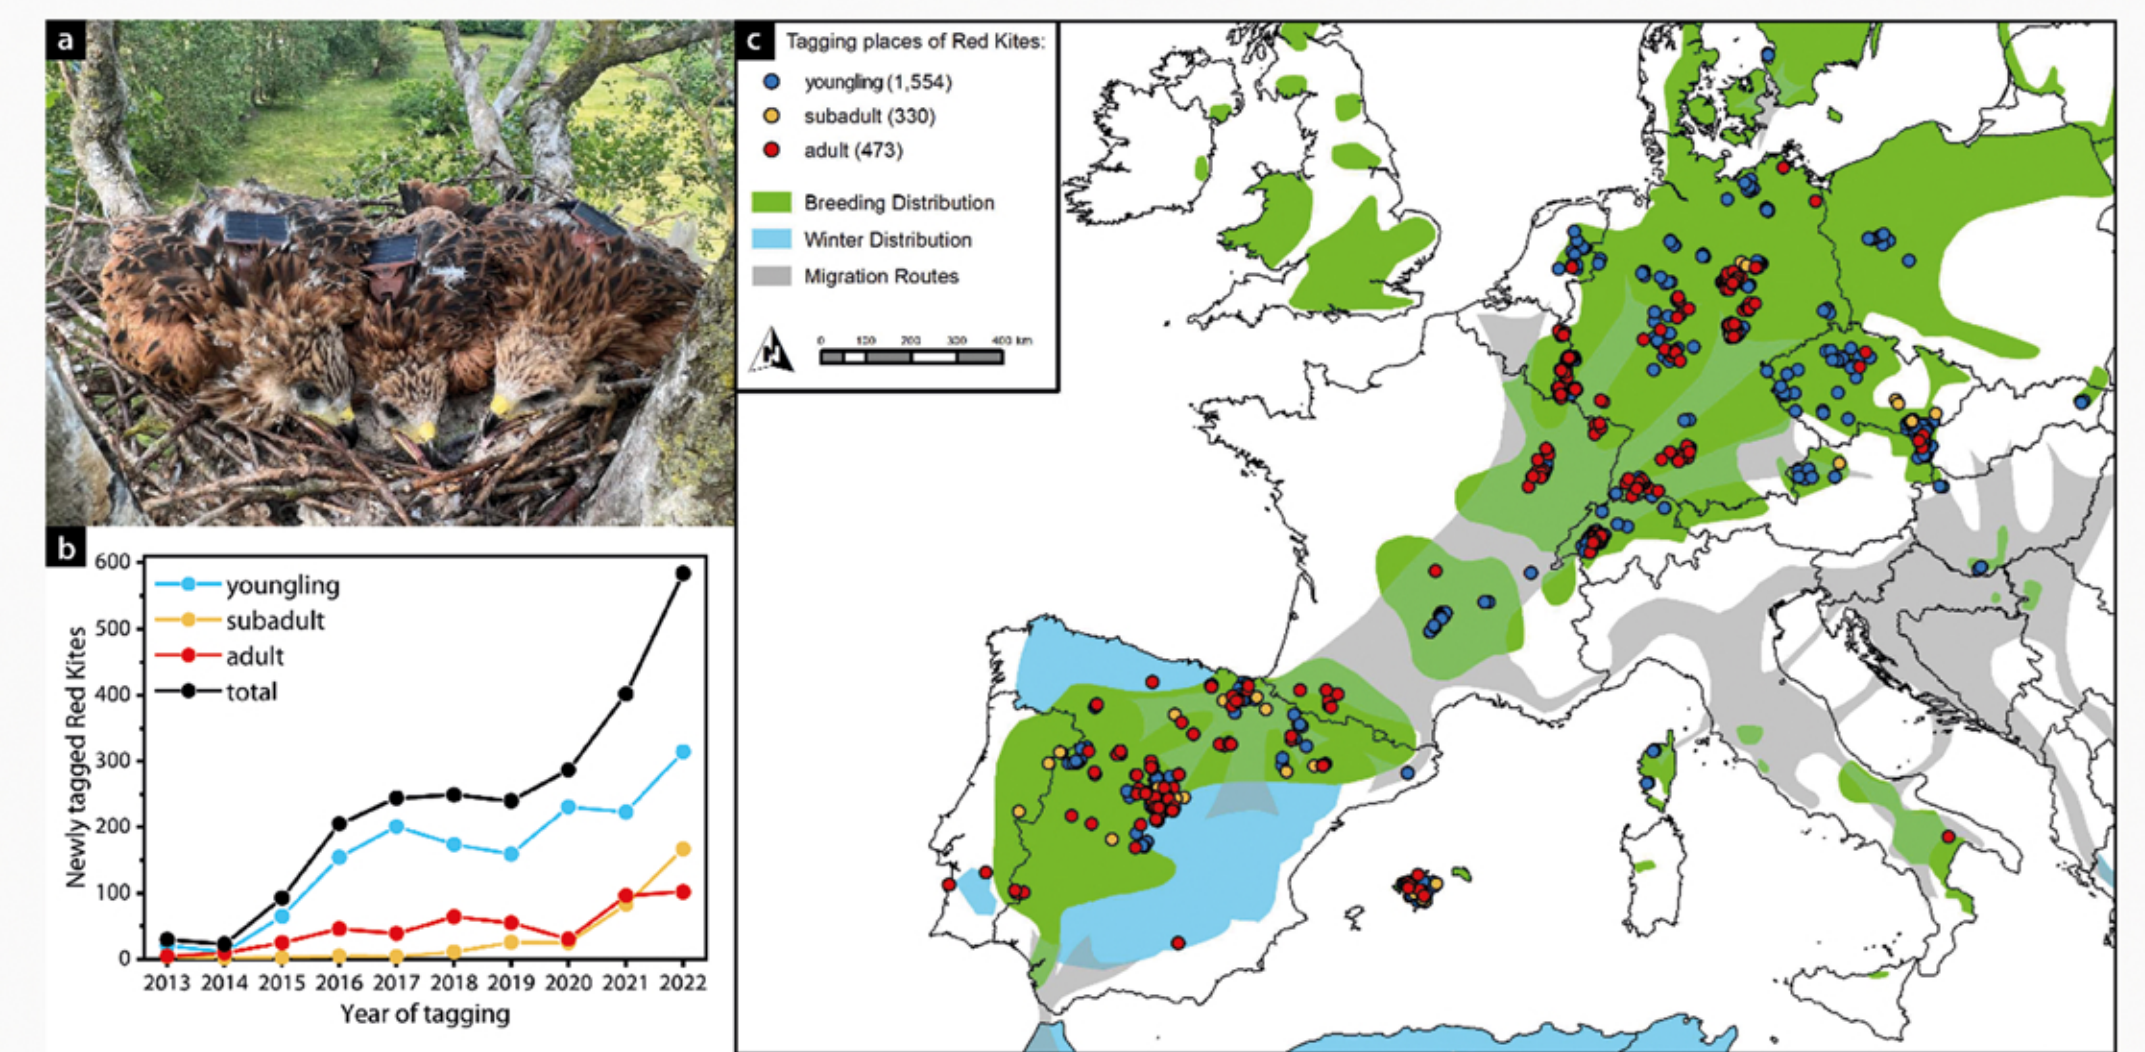 a
b
600
500
400
300
200
100
0
youngling
subadult
adult
total
Newly tagged Red Kites
2013 2014 2015 2016 2017 2018 2019 2020 2021 2022
Year of tagging
c Tagging places of Red Kites:
youngling (1,554)
subadult (330)
adult (473)
Breeding Distribution
Winter Distribution
Migration Routes
N
0 100 200 300 400 km